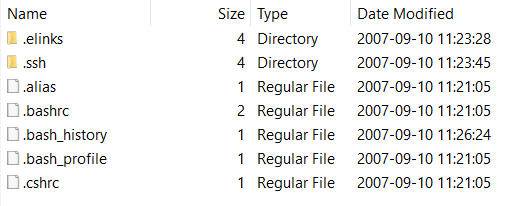 Name Size Type Date Modified
.elinks 4 Directory 2007-09-10 11:23:28
.ssh 4 Directory 2007-09-10 11:23:45
.alias 1 Regular File 2007-09-10 11:21:05
.bashrc 2 Regular File 2007-09-10 11:21:05
.bash_history 1 Regular File 2007-09-10 11:26:24
.bash_profile 1 Regular File 2007-09-10 11:21:05
.cshrc 1 Regular File 2007-09-10 11:21:05